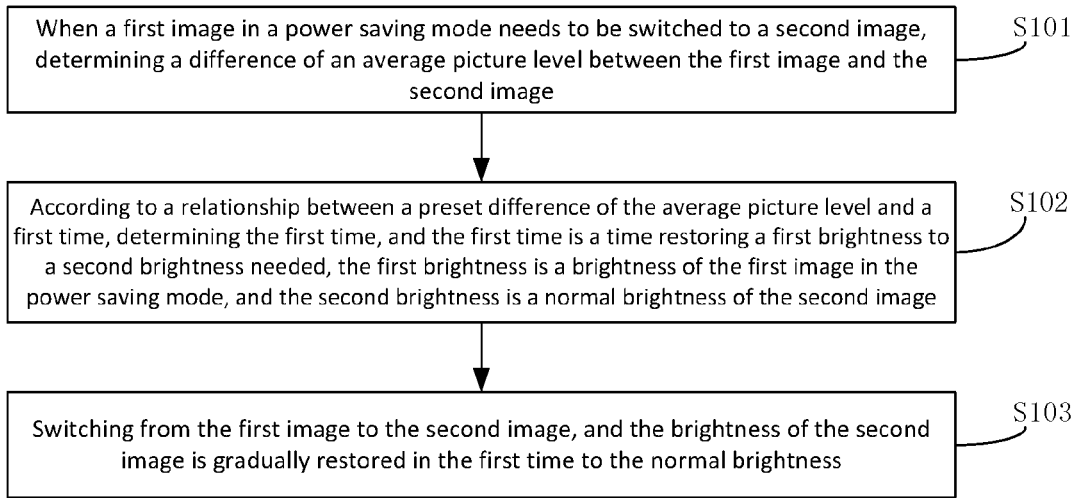 When a first image in a power saving mode needs to be switched to a second image,
determining a difference of an average picture level between the first image and the
second image
S101
According to a relationship between a preset difference of the average picture level and a
first time, determining the first time, and the first time is a time restoring a first brightness to
a second brightness needed, the first brightness is a brightness of the first image in the
power saving mode, and the second brightness is a normal brightness of the second image
S102
Switching from the first image to the second image, and the brightness of the second
image is gradually restored in the first time to the normal brightness
S103